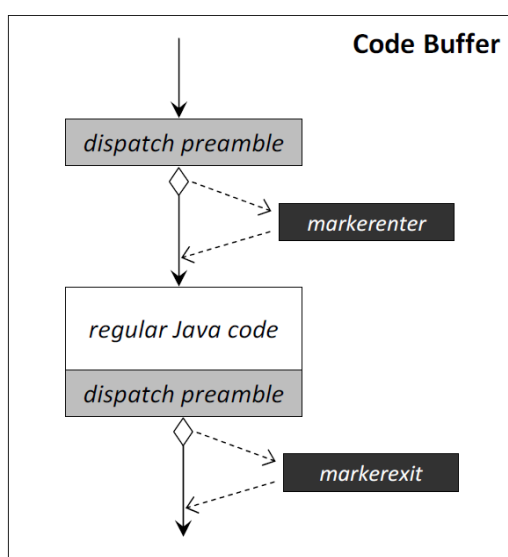 Code Buffer
dispatch preamble
markerenter
regular Java code
dispatch preamble
markerexit